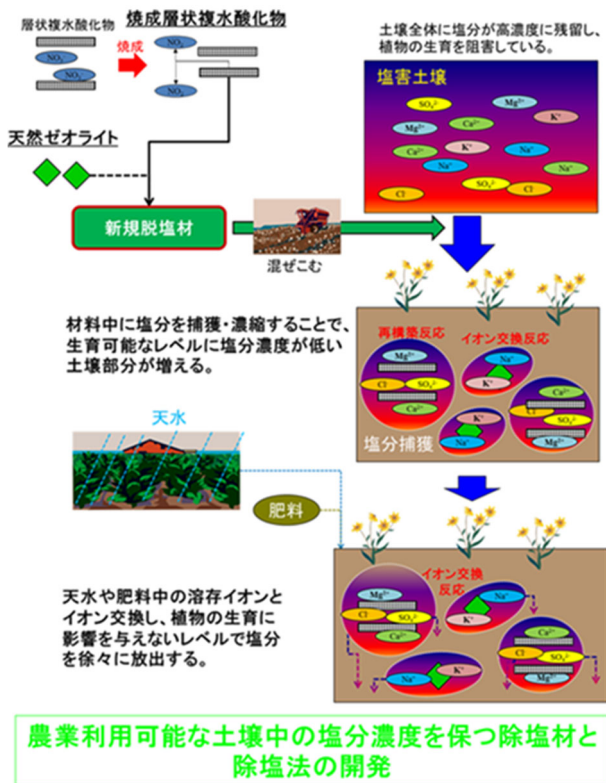 層状複水酸化物
焼成層状複水酸化物
NO₃⁻
NO₃⁻
焼成
NO₃⁻
NO₃⁻
天然ゼオライト
新規脱塩材
混ぜこむ
土壌全体に塩分が高濃度に残留し、
植物の生育を阻害している。
塩害土壌
SO₄²⁻
Mg²⁺
Mg²⁺
Ca²⁺
K⁺
Ca²⁺
K⁺
Na⁺
Na⁺
Na⁺
Cl⁻
SO₄²⁻
Cl⁻
材料中に塩分を捕獲・濃縮することで、
生育可能なレベルに塩分濃度が低い
土壌部分が増える。
再構築反応
イオン交換反応
Mg²⁺
Cl⁻
SO₄²⁻
Ca²⁺
Na⁺
K⁺
K⁺
Na⁺
Ca²⁺
Cl⁻
SO₄²⁻
Mg²⁺
塩分捕獲
天水
肥料
天水や肥料中の溶存イオンと
イオン交換し、植物の生育に
影響を与えないレベルで塩分
を徐々に放出する。
イオン交換
反応
Mg²⁺
Cl⁻
SO₄²⁻
Ca²⁺
Na⁺
K⁺
Na⁺
K⁺
Ca²⁺
Cl⁻
SO₄²⁻
Mg²⁺
農業利用可能な土壌中の塩分濃度を保つ除塩材と
除塩法の開発